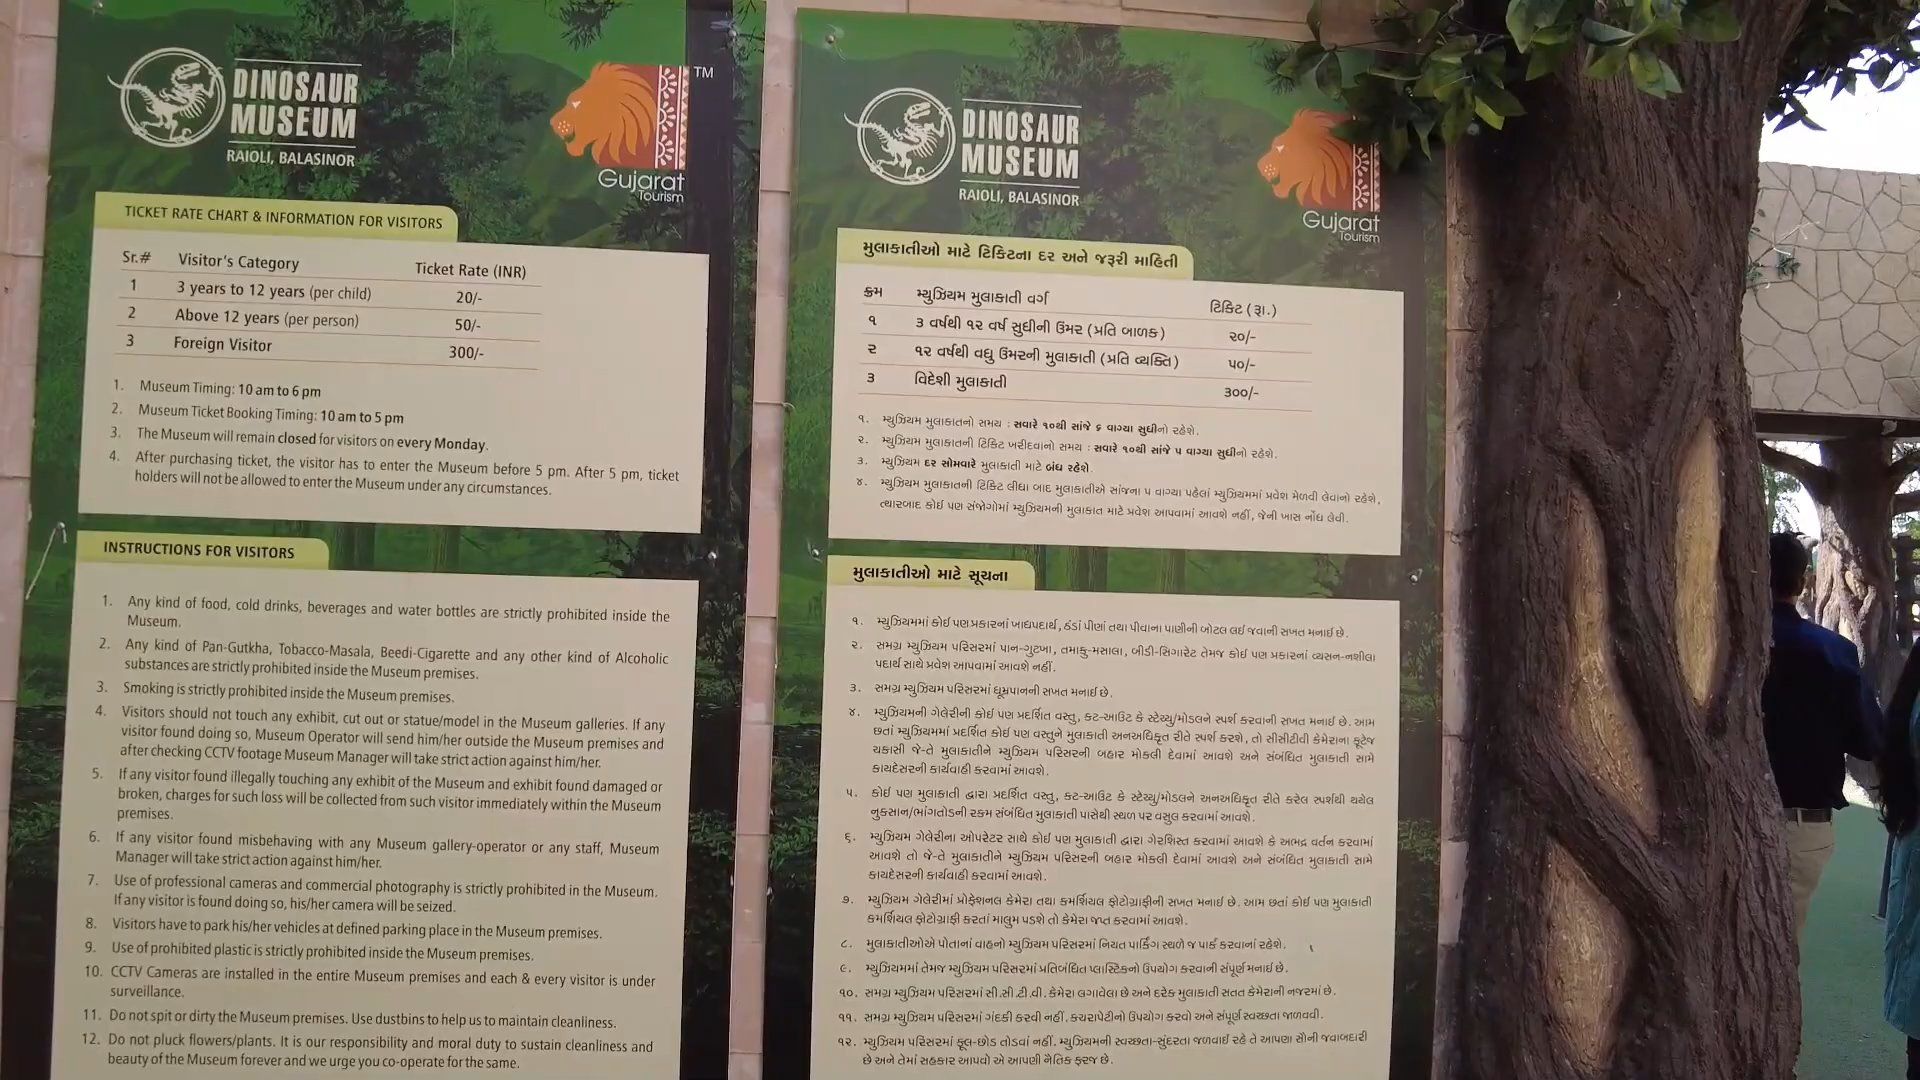 DINOSAUR
MUSEUM
RAIOLI, BALASINOR
TM
Gujarat
Tourism
TICKET RATE CHART & INFORMATION FOR VISITORS
Sr.# Visitor's Category Ticket Rate (INR)
1 3 years to 12 years (per child) 20/-
2 Above 12 years (per person) 50/-
3 Foreign Visitor 300/-
1. Museum Timing: 10 am to 6 pm
2. Museum Ticket Booking Timing: 10 am to 5 pm
3. The Museum will remain closed for visitors on every Monday.
4. After purchasing ticket, the visitor has to enter the Museum before 5 pm. After 5 pm, ticket
holders will not be allowed to enter the Museum under any circumstances.
INSTRUCTIONS FOR VISITORS
1. Any kind of food, cold drinks, beverages and water bottles are strictly prohibited inside the
Museum.
2. Any kind of Pan-Gutkha, Tobacco-Masala, Beedi-Cigarette and any other kind of Alcoholic
substances are strictly prohibited inside the Museum premises.
3. Smoking is strictly prohibited inside the Museum premises.
4. Visitors should not touch any exhibit, cut out or statue/model in the Museum galleries. If any
visitor found doing so, Museum Operator will send him/her outside the Museum premises and
after checking CCTV footage Museum Manager will take strict action against him/her.
5. If any visitor found illegally touching any exhibit of the Museum and exhibit found damaged or
broken, charges for such loss will be collected from such visitor immediately within the Museum
premises.
6. If any visitor found misbehaving with any Museum gallery-operator or any staff, Museum
Manager will take strict action against him/her.
7. Use of professional cameras and commercial photography is strictly prohibited in the Museum.
If any visitor is found doing so, his/her camera will be seized.
8. Visitors have to park his/her vehicles at defined parking place in the Museum premises.
9. Use of prohibited plastic is strictly prohibited inside the Museum premises.
10. CCTV Cameras are installed in the entire Museum premises and each & every visitor is under
surveillance.
11. Do not spit or dirty the Museum premises. Use dustbins to help us to maintain cleanliness.
12. Do not pluck flowers/plants. It is our responsibility and moral duty to sustain cleanliness and
beauty of the Museum forever and we urge you co-operate for the same.
DINOSAUR
MUSEUM
RAIOLI, BALASINOR
Gujarat
Tourism
મુલાકાતીઓ માટે ટિકિટના દર અને જરૂરી માહિતી
ક્રમ મ્યુઝિયમ મુલાકાતી વર્ગ ટિકિટ (રૂા.)
૧ ૩ વર્ષથી ૧૨ વર્ષ સુધીની ઉંમર (પ્રતિ બાળક) ૨૦/-
૨ ૧૨ વર્ષથી વધુ ઉંમરની મુલાકાતી (પ્રતિ વ્યક્તિ) ૫૦/-
૩ વિદેશી મુલાકાતી ૩૦૦/-
૧. મ્યુઝિયમ મુલાકાતનો સમય : સવારે ૧૦થી સાંજે ૬ વાગ્યા સુધીનો રહેશે.
૨. મ્યુઝિયમ મુલાકાતની ટિકિટ ખરીદવાનો સમય : સવારે ૧૦થી સાંજે ૫ વાગ્યા સુધીનો રહેશે.
૩. મ્યુઝિયમ દર સોમવારે મુલાકાતી માટે બંધ રહેશે.
૪. મ્યુઝિયમ મુલાકાતની ટિકિટ લીધા બાદ મુલાકાતીએ સાંજના ૫ વાગ્યા પહેલાં મ્યુઝિયમમાં પ્રવેશ મેળવી લેવાનો રહેશે,
ત્યારબાદ કોઈ પણ સંજોગોમાં મ્યુઝિયમની મુલાકાત માટે પ્રવેશ આપવામાં આવશે નહીં, જેની ખાસ નોંધ લેવી.
મુલાકાતીઓ માટે સૂચના
૧. મ્યુઝિયમમાં કોઈ પણ પ્રકારનાં ખાદ્યપદાર્થ, ઠંડાં પીણાં તથા પીવાના પાણીની બોટલ લઈ જવાની સખત મનાઈ છે.
૨. સમગ્ર મ્યુઝિયમ પરિસરમાં પાન-ગુટખા, તમાકુ-મસાલા, બીડી-સિગારેટ તેમજ કોઈ પણ પ્રકારનાં વ્યસન-નશીલા
પદાર્થ સાથે પ્રવેશ આપવામાં આવશે નહીં.
૩. સમગ્ર મ્યુઝિયમ પરિસરમાં ધૂમ્રપાનની સખત મનાઈ છે.
૪. મ્યુઝિયમની ગેલેરીની કોઈ પણ પ્રદર્શિત વસ્તુ, કટ-આઉટ કે સ્ટેચ્યુ/મોડલને સ્પર્શ કરવાની સખત મનાઈ છે. આમ
છતાં મ્યુઝિયમમાં પ્રદર્શિત કોઈ પણ વસ્તુને મુલાકાતી અનઅધિકૃત રીતે સ્પર્શ કરશે, તો સીસીટીવી કેમેરાના ફૂટેજ
ચકાસી જે-તે મુલાકાતીને મ્યુઝિયમ પરિસરની બહાર મોકલી દેવામાં આવશે અને સંબંધિત મુલાકાતી સામે
કાયદેસરની કાર્યવાહી કરવામાં આવશે.
૫. કોઈ પણ મુલાકાતી દ્વારા પ્રદર્શિત વસ્તુ, કટ-આઉટ કે સ્ટેચ્યુ/મોડલને અનઅધિકૃત રીતે કરેલ સ્પર્શથી થયેલ
નુકસાન/ભાંગતોડની રકમ સંબંધિત મુલાકાતી પાસેથી સ્થળ પર વસુલ કરવામાં આવશે.
૬. મ્યુઝિયમ ગેલેરીના ઓપરેટર સાથે કોઈ પણ મુલાકાતી દ્વારા ગેરશિસ્ત કરવામાં આવશે કે અભદ્ર વર્તન કરવામાં
આવશે તો જે-તે મુલાકાતીને મ્યુઝિયમ પરિસરની બહાર મોકલી દેવામાં આવશે અને સંબંધિત મુલાકાતી સામે
કાયદેસરની કાર્યવાહી કરવામાં આવશે.
૭. મ્યુઝિયમ ગેલેરીમાં પ્રોફેશનલ કેમેરા તથા કમર્શિયલ ફોટોગ્રાફીની સખત મનાઈ છે. આમ છતાં કોઈ પણ મુલાકાતી
કમર્શિયલ ફોટોગ્રાફી કરતાં માલુમ પડશે તો કેમેરા જપ્ત કરવામાં આવશે.
૮. મુલાકાતીઓએ પોતાનાં વાહનો મ્યુઝિયમ પરિસરમાં નિયત પાર્કિંગ સ્થળે જ પાર્ક કરવાનાં રહેશે.
૯. મ્યુઝિયમમાં તેમજ મ્યુઝિયમ પરિસરમાં પ્રતિબંધિત પ્લાસ્ટિકનો ઉપયોગ કરવાની સંપૂર્ણ મનાઈ છે.
૧૦. સમગ્ર મ્યુઝિયમ પરિસરમાં સી.સી.ટી.વી. કેમેરા લગાવેલા છે અને દરેક મુલાકાતી સતત કેમેરાની નજરમાં છે.
૧૧. સમગ્ર મ્યુઝિયમ પરિસરમાં ગંદકી કરવી નહીં. કચરાપેટીનો ઉપયોગ કરવો અને સંપૂર્ણ સ્વચ્છતા જાળવવી.
૧૨. મ્યુઝિયમ પરિસરમાં ફૂલ-છોડ તોડવાં નહીં. મ્યુઝિયમની સ્વચ્છતા-સુંદરતા જળવાઈ રહે તે આપણા સૌની જવાબદારી
છે અને તેમાં સહકાર આપવો એ આપણી નૈતિક ફરજ છે.